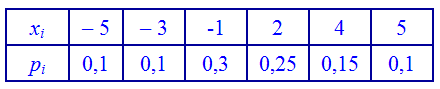 xᵢ – 5 – 3 -1 2 4 5
pᵢ 0,1 0,1 0,3 0,25 0,15 0,1